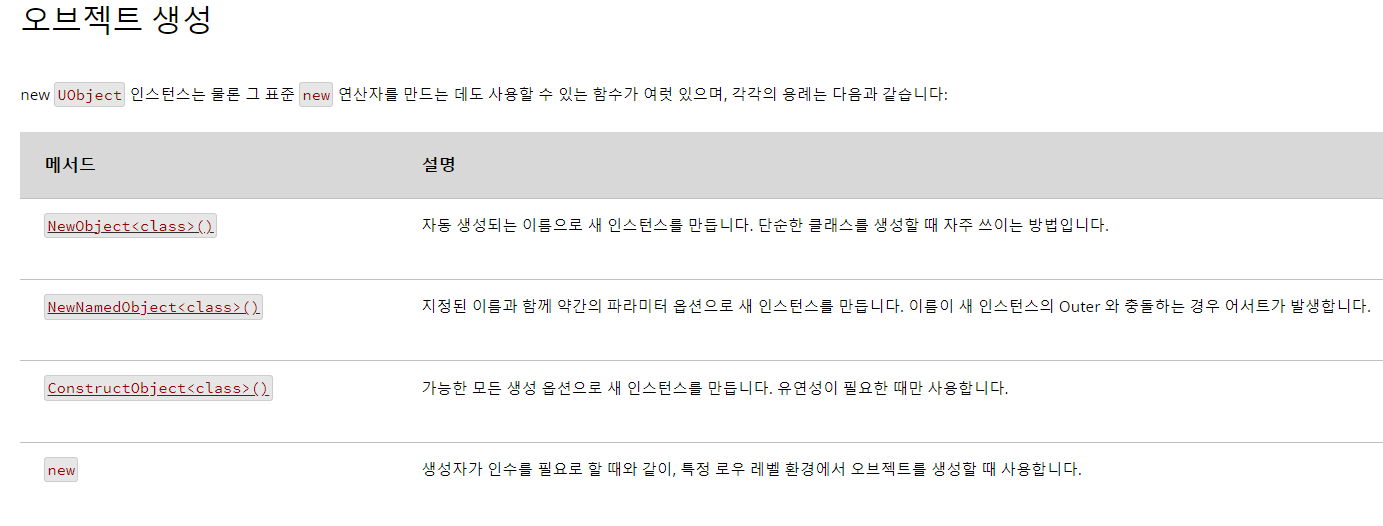 오브젝트 생성
new UObject 인스턴스는 물론 그 표준 new 연산자를 만드는 데도 사용할 수 있는 함수가 여럿 있으며, 각각의 용례는 다음과 같습니다:
메서드 설명
NewObject<class>() 자동 생성되는 이름으로 새 인스턴스를 만듭니다. 단순한 클래스를 생성할 때 자주 쓰이는 방법입니다.
NewNamedObject<class>() 지정된 이름과 함께 약간의 파라미터 옵션으로 새 인스턴스를 만듭니다. 이름이 새 인스턴스의 Outer 와 충돌하는 경우 어서트가 발생합니다.
ConstructObject<class>() 가능한 모든 생성 옵션으로 새 인스턴스를 만듭니다. 유연성이 필요한 때만 사용합니다.
new 생성자가 인수를 필요로 할 때와 같이, 특정 로우 레벨 환경에서 오브젝트를 생성할 때 사용합니다.